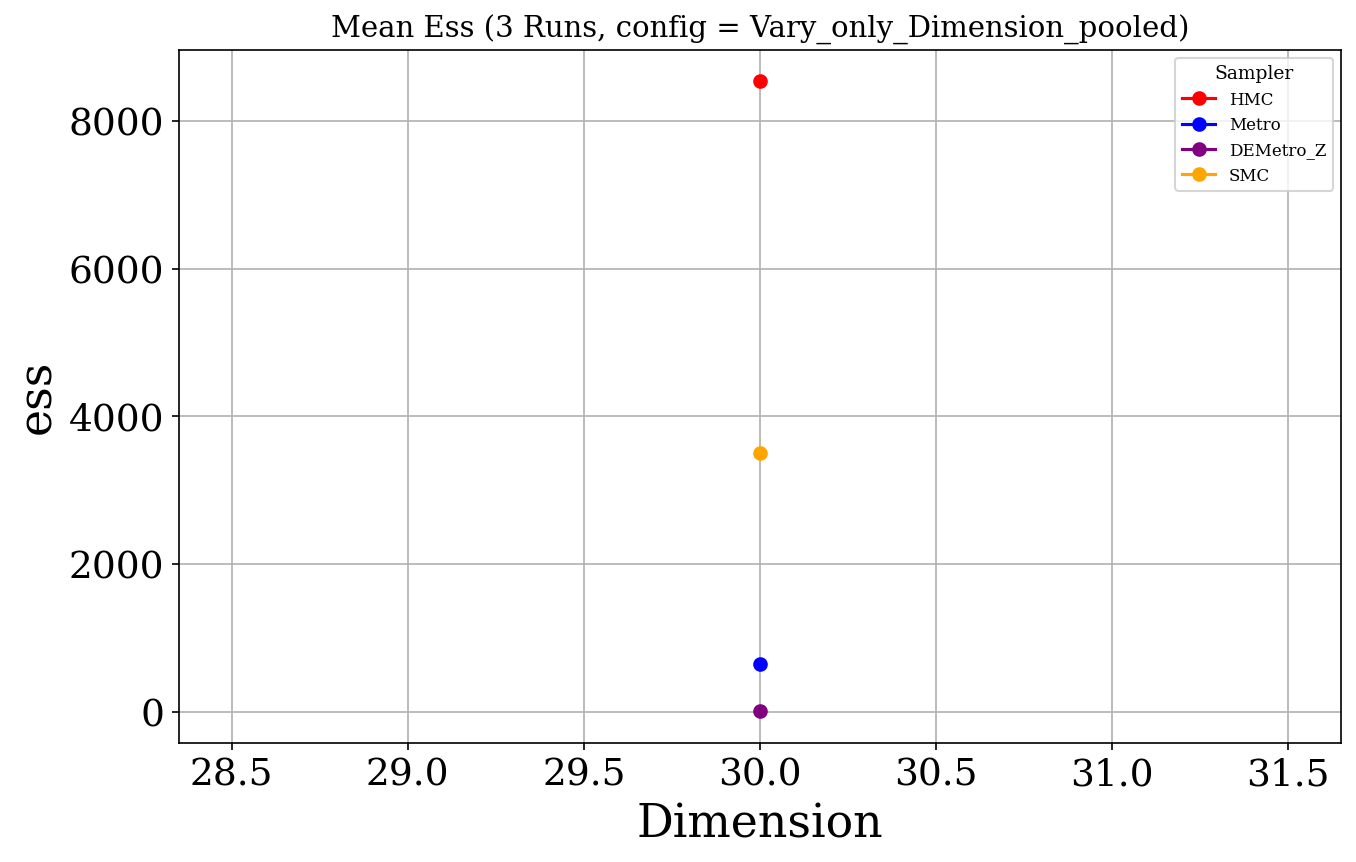 Mean Ess (3 Runs, config = Vary_only_Dimension_pooled)
Sampler
HMC
Metro
DEMetro_Z
SMC
8000
6000
4000
2000
0
ess
28.5 29.0 29.5 30.0 30.5 31.0 31.5
Dimension